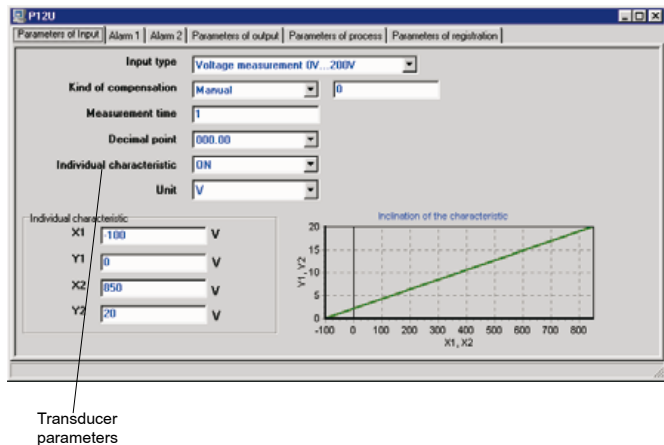 P12U
Parameters of Input Alarm 1 Alarm 2 Parameters of output Parameters of process Parameters of registration
Input type Voltage measurement 0V...200V
Kind of compensation Manual 0
Measurement time 1
Decimal point 000.00
Individual characteristic ON
Unit V
Individual characteristic
X1 -100 V
Y1 0 V
X2 850 V
Y2 20 V
Inclination of the characteristic
Y1, Y2
20
15
10
5
0
-100 0 100 200 300 400 500 600 700 800
X1, X2
Transducer
parameters